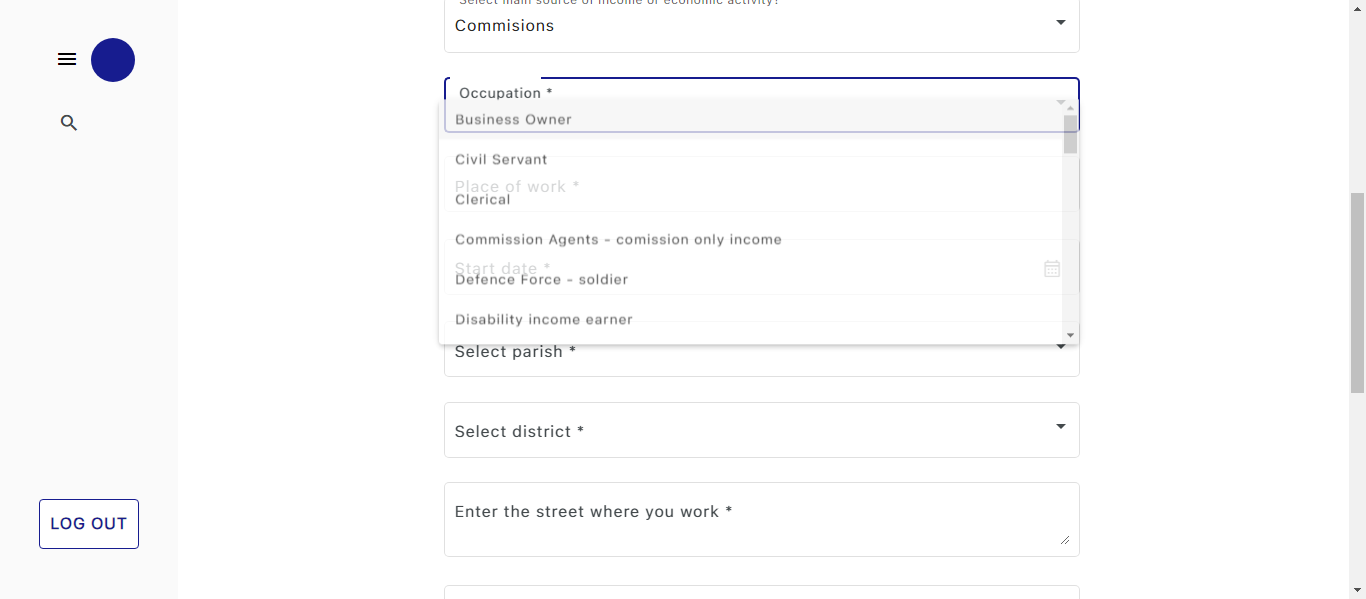 Select main source of income or economic activity?
Commisions
Occupation *
Business Owner
Civil Servant
Place of work *
Clerical
Commission Agents - comission only income
Start date *
Defence Force - soldier
Disability income earner
Select parish *
Select district *
Enter the street where you work *
LOG OUT